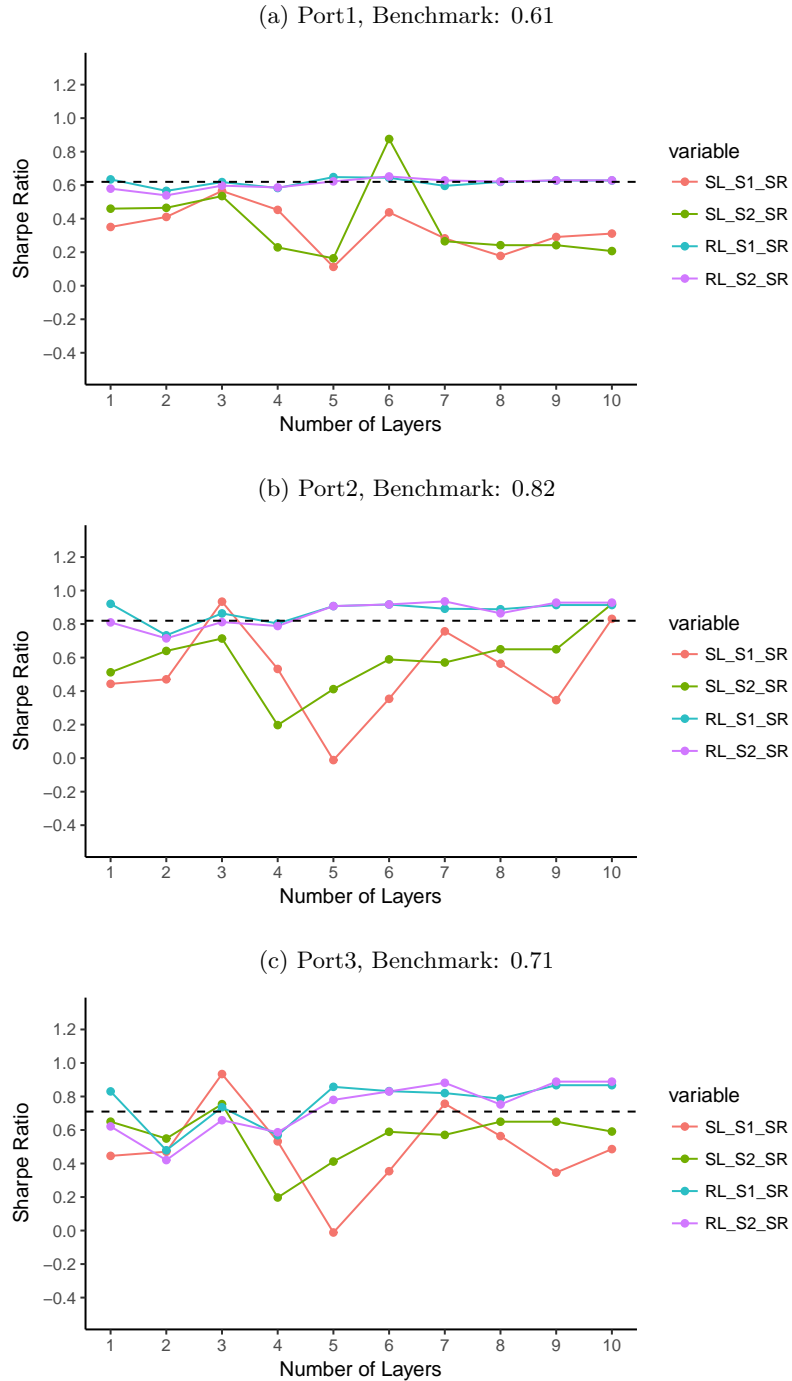 (a) Port1, Benchmark: 0.61
1.2
1.0
0.8
0.6
0.4
0.2
0.0
−0.2
−0.4
Sharpe Ratio
1 2 3 4 5 6 7 8 9 10
Number of Layers
variable
SL_S1_SR
SL_S2_SR
RL_S1_SR
RL_S2_SR
(b) Port2, Benchmark: 0.82
1.2
1.0
0.8
0.6
0.4
0.2
0.0
−0.2
−0.4
Sharpe Ratio
1 2 3 4 5 6 7 8 9 10
Number of Layers
variable
SL_S1_SR
SL_S2_SR
RL_S1_SR
RL_S2_SR
(c) Port3, Benchmark: 0.71
1.2
1.0
0.8
0.6
0.4
0.2
0.0
−0.2
−0.4
Sharpe Ratio
1 2 3 4 5 6 7 8 9 10
Number of Layers
variable
SL_S1_SR
SL_S2_SR
RL_S1_SR
RL_S2_SR